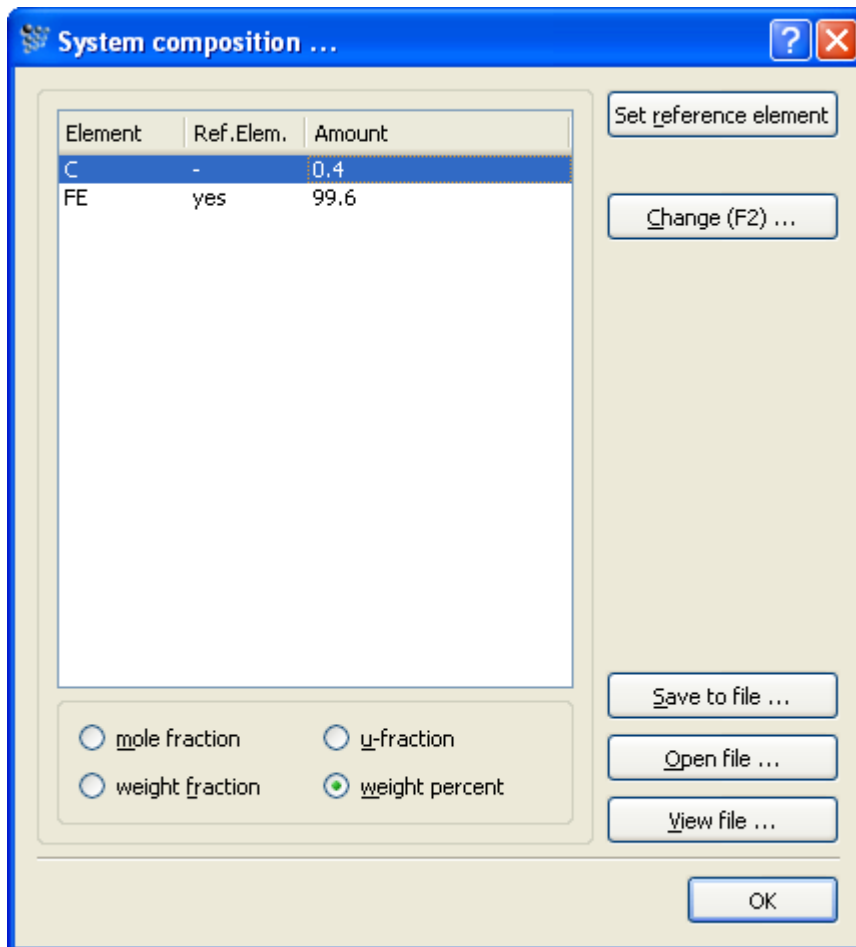 System composition ...
Element Ref.Elem. Amount
C - 0.4
FE yes 99.6
Set reference element
Change (F2) ...
mole fraction
u-fraction
weight fraction
weight percent
Save to file ...
Open file ...
View file ...
OK